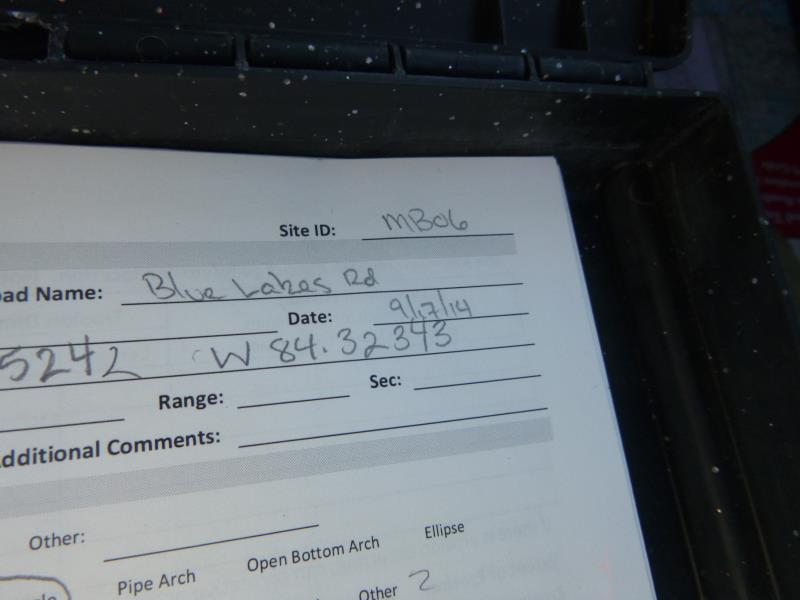 Site ID: MB06
oad Name: Blue Lakes Rd
Date: 9/17/14
5242 W 84.32343
Range: Sec:
dditional Comments:
Other:
Pipe Arch Open Bottom Arch Ellipse
Other 2